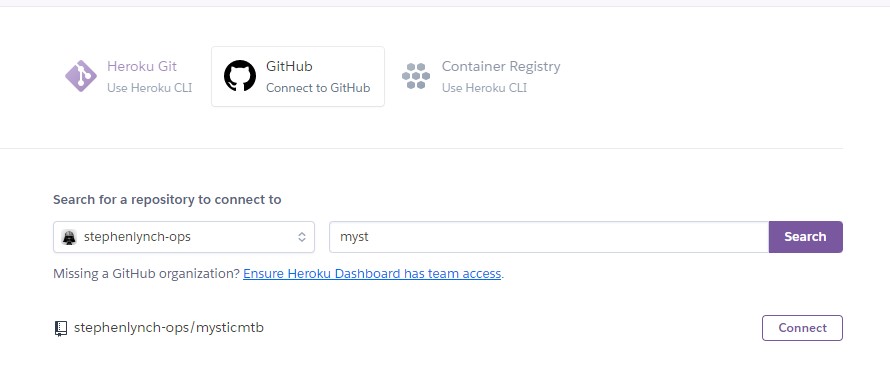 Heroku Git
Use Heroku CLI
GitHub
Connect to GitHub
Container Registry
Use Heroku CLI
Search for a repository to connect to
stephenlynch-ops
myst
Search
Missing a GitHub organization? Ensure Heroku Dashboard has team access.
stephenlynch-ops/mysticmtb
Connect